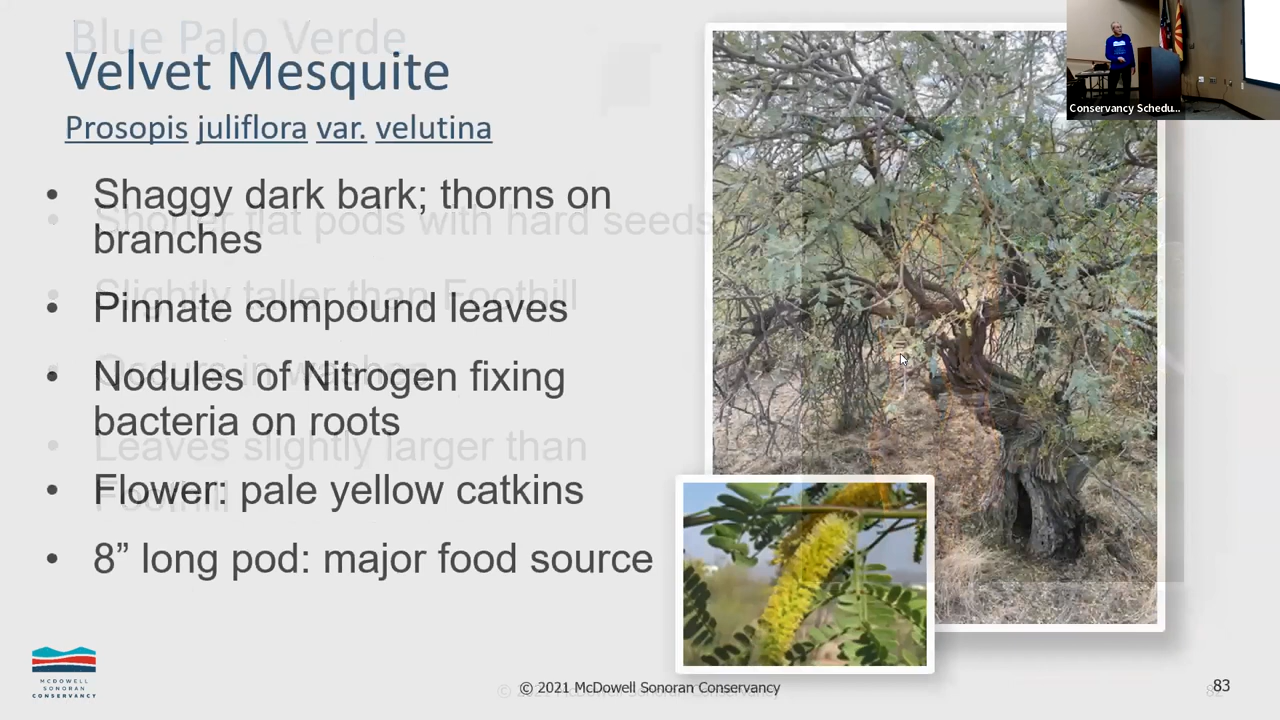 Blue Palo Verde
Velvet Mesquite
Prosopis juliflora var. velutina
• Shaggy dark bark; thorns on
branches
• Shorter flat pods with hard seeds
• Slightly taller than Foothill
• Pinnate compound leaves
• Occurs in washes
• Nodules of Nitrogen fixing
bacteria on roots
• Leaves slightly larger than
Foothill
• Flower: pale yellow catkins
• 8” long pod: major food source
Conservancy Schedu...
MCDOWELL
SONORAN
CONSERVANCY
© 2021 McDowell Sonoran Conservancy
83